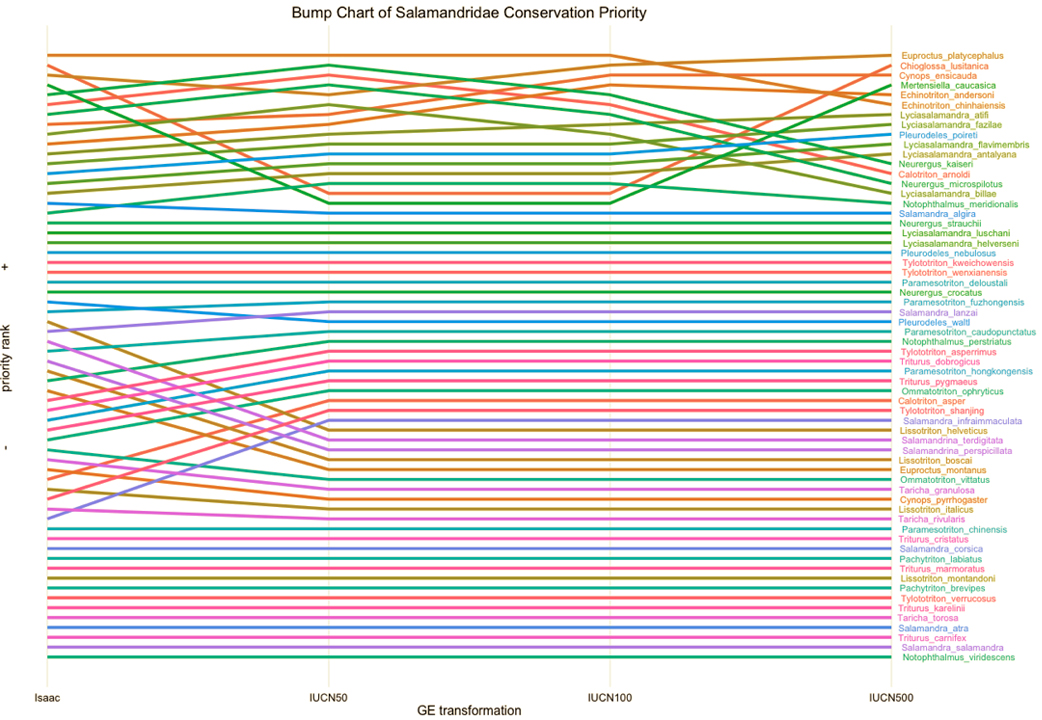 Bump Chart of Salamandridae Conservation Priority
Euproctus_platycephalus
Chioglossa_lusitanica
Cynops_ensicauda
Mertensiella_caucasica
Echinotriton_andersoni
Echinotriton_chinhaiensis
Lyciasalamandra_atifi
Lyciasalamandra_fazilae
Pleurodeles_poireti
Lyciasalamandra_flavimembris
Lyciasalamandra_antalyana
Neurergus_kaiseri
Calotriton_arnoldi
Neurergus_microspilotus
Lyciasalamandra_billae
Notophthalmus_meridionalis
Salamandra_algira
Neurergus_strauchii
Lyciasalamandra_luschani
Lyciasalamandra_helverseni
Pleurodeles_nebulosus
Tylototriton_kweichowensis
Tylototriton_wenxianensis
Paramesotriton_deloustali
Neurergus_crocatus
Paramesotriton_fuzhongensis
Salamandra_lanzai
Pleurodeles_waltl
Paramesotriton_caudopunctatus
Notophthalmus_perstriatus
Tylototriton_asperrimus
Triturus_dobrogicus
Paramesotriton_hongkongensis
Triturus_pygmaeus
Ommatotriton_ophryticus
Calotriton_asper
Tylototriton_shanjing
Salamandra_infraimmaculata
Lissotriton_helveticus
Salamandrina_terdigitata
Salamandrina_perspicillata
Lissotriton_boscai
Euproctus_montanus
Ommatotriton_vittatus
Taricha_granulosa
Cynops_pyrrhogaster
Lissotriton_italicus
Taricha_rivularis
Paramesotriton_chinensis
Triturus_cristatus
Salamandra_corsica
Pachytriton_labiatus
Triturus_marmoratus
Lissotriton_montandoni
Pachytriton_brevipes
Tylototriton_verrucosus
Triturus_karelinii
Taricha_torosa
Salamandra_atra
Triturus_carnifex
Salamandra_salamandra
Notophthalmus_viridescens
+
priority rank
-
Isaac IUCN50 IUCN100 IUCN500
GE transformation